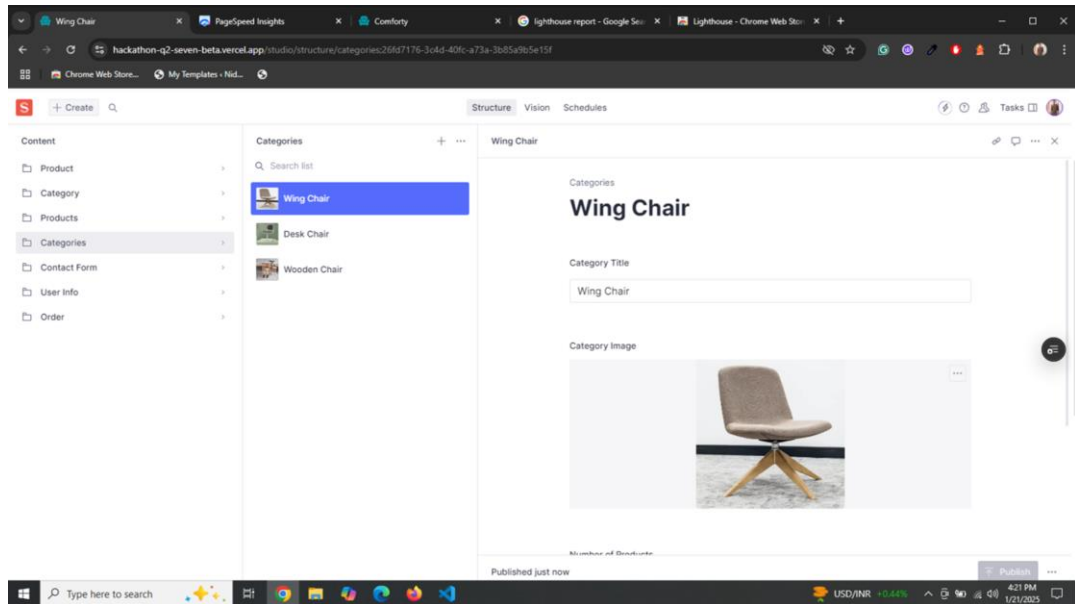 Wing Chair
PageSpeed Insights
Comforty
lighthouse report - Google Sea
Lighthouse - Chrome Web Stor
hackathon-q2-seven-beta.vercel.app/studio/structure/categories;26fd7176-3c4d-40fc-a73a-3b85a9b5e15f
Chrome Web Store...
My Templates ‹ Nid...
S
+ Create
Structure
Vision
Schedules
Tasks
Content
Product
Category
Products
Categories
Contact Form
User Info
Order
Categories
Search list
Wing Chair
Desk Chair
Wooden Chair
Wing Chair
Categories
Wing Chair
Category Title
Wing Chair
Category Image
Number of Products
Published just now
Publish
Type here to search
USD/INR +0.44%
4:21 PM
1/21/2025